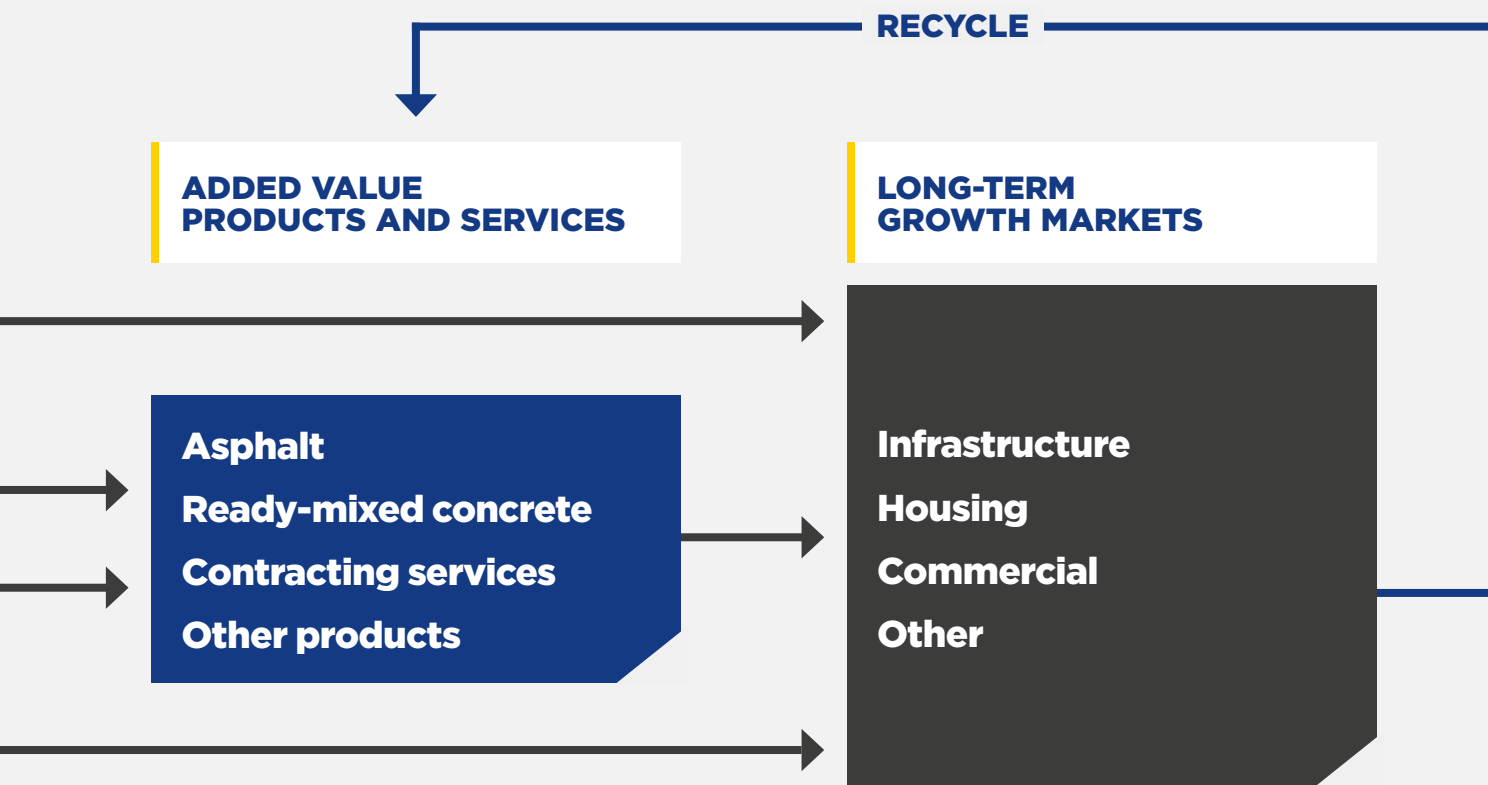 RECYCLE
ADDED VALUE
PRODUCTS AND SERVICES
LONG-TERM
GROWTH MARKETS
Asphalt
Ready-mixed concrete
Contracting services
Other products
Infrastructure
Housing
Commercial
Other